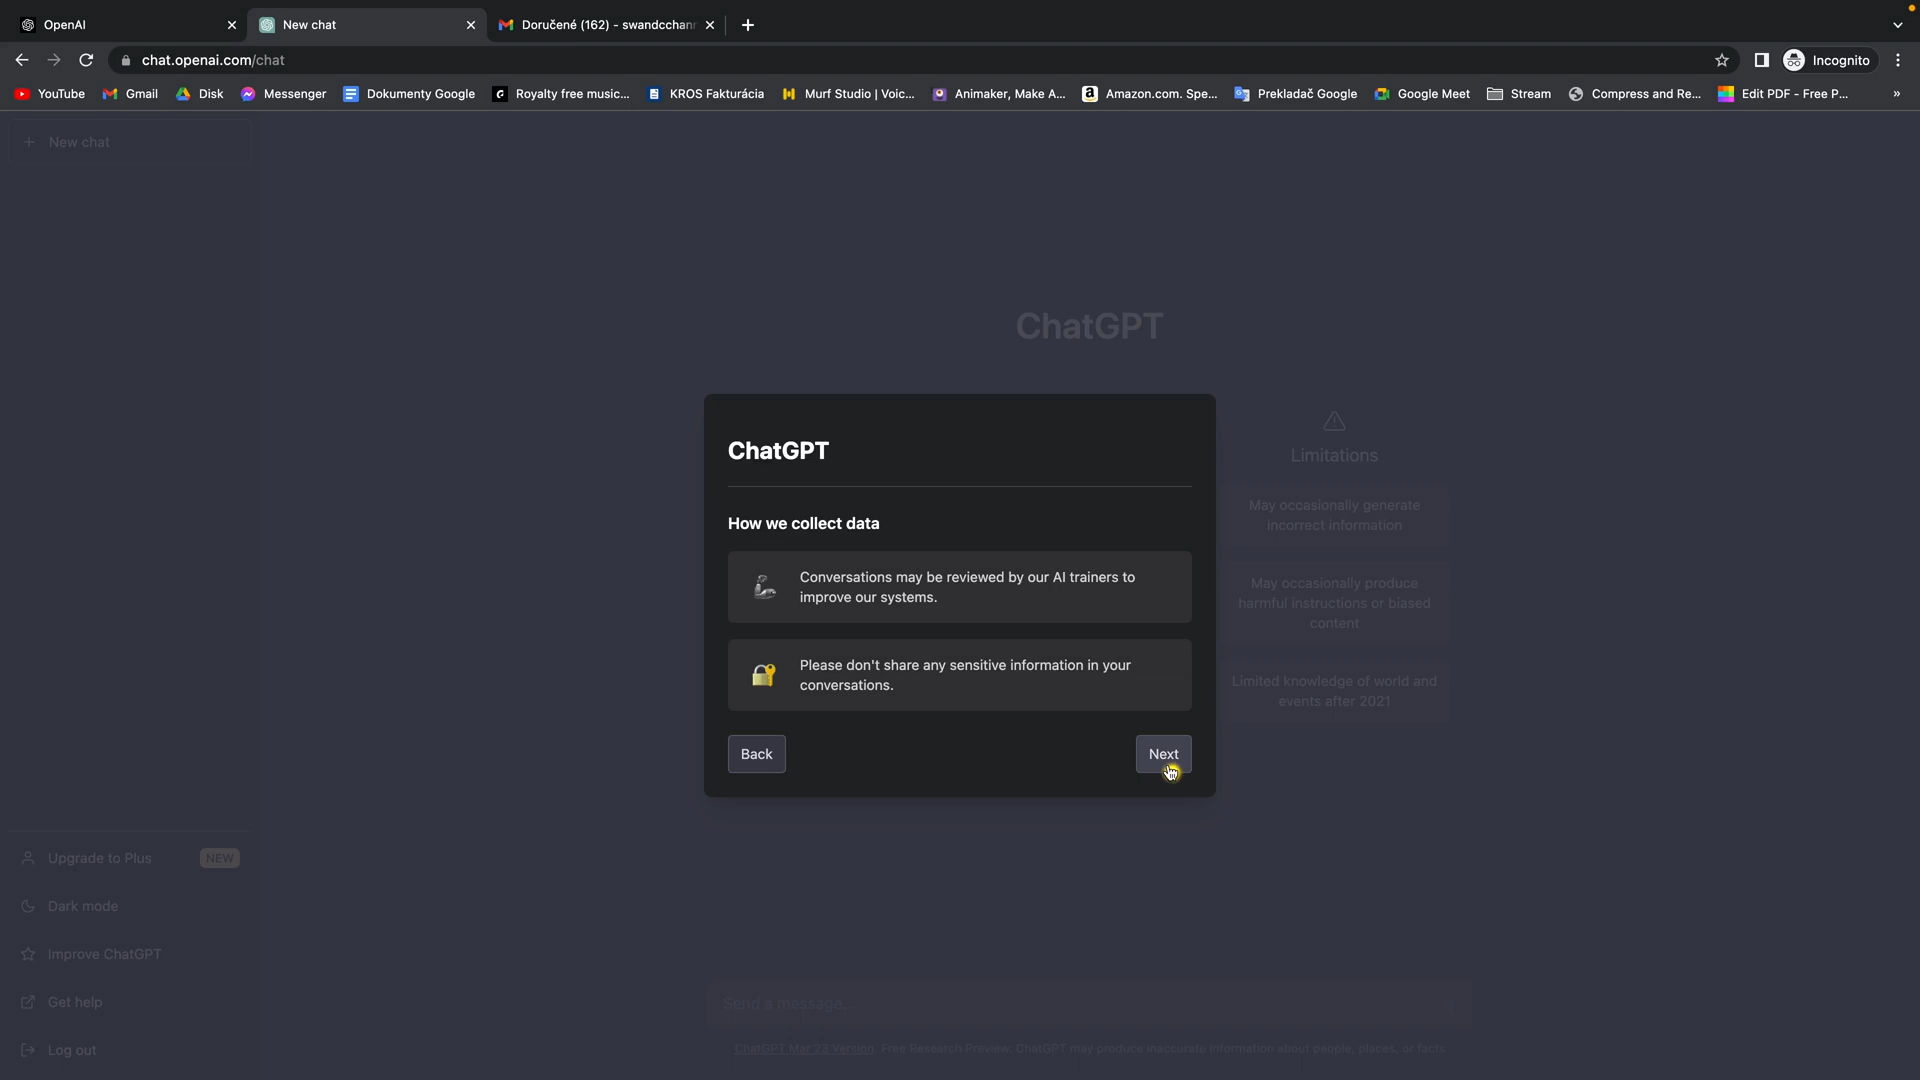 OpenAI
New chat
Doručené (162) - swandcchann
chat.openai.com/chat
Incognito
YouTube
Gmail
Disk
Messenger
Dokumenty Google
Royalty free music...
KROS Fakturácia
Murf Studio | Voic...
Animaker, Make A...
Amazon.com. Spe...
Prekladač Google
Google Meet
Stream
Compress and Re...
Edit PDF - Free P...
»
+ New chat
ChatGPT
ChatGPT
How we collect data
Conversations may be reviewed by our AI trainers to
improve our systems.
Please don't share any sensitive information in your
conversations.
Back
Next
Limitations
May occasionally generate
incorrect information
May occasionally produce
harmful instructions or biased
content
Limited knowledge of world and
events after 2021
Upgrade to Plus
NEW
Dark mode
Improve ChatGPT
Get help
Log out
Send a message...
ChatGPT Mar 23 Version. Free Research Preview. ChatGPT may produce inaccurate information about people, places, or facts